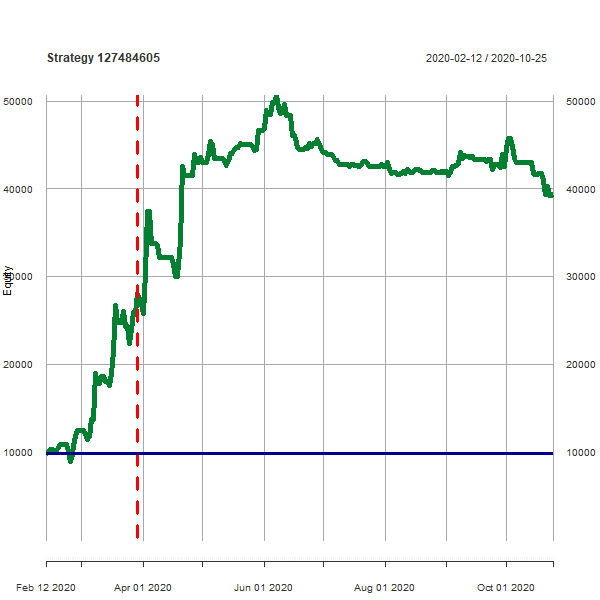 Strategy 127484605
2020-02-12 / 2020-10-25
50000
50000
40000
40000
30000
30000
20000
20000
10000
10000
Equity
Feb 12 2020
Apr 01 2020
Jun 01 2020
Aug 01 2020
Oct 01 2020